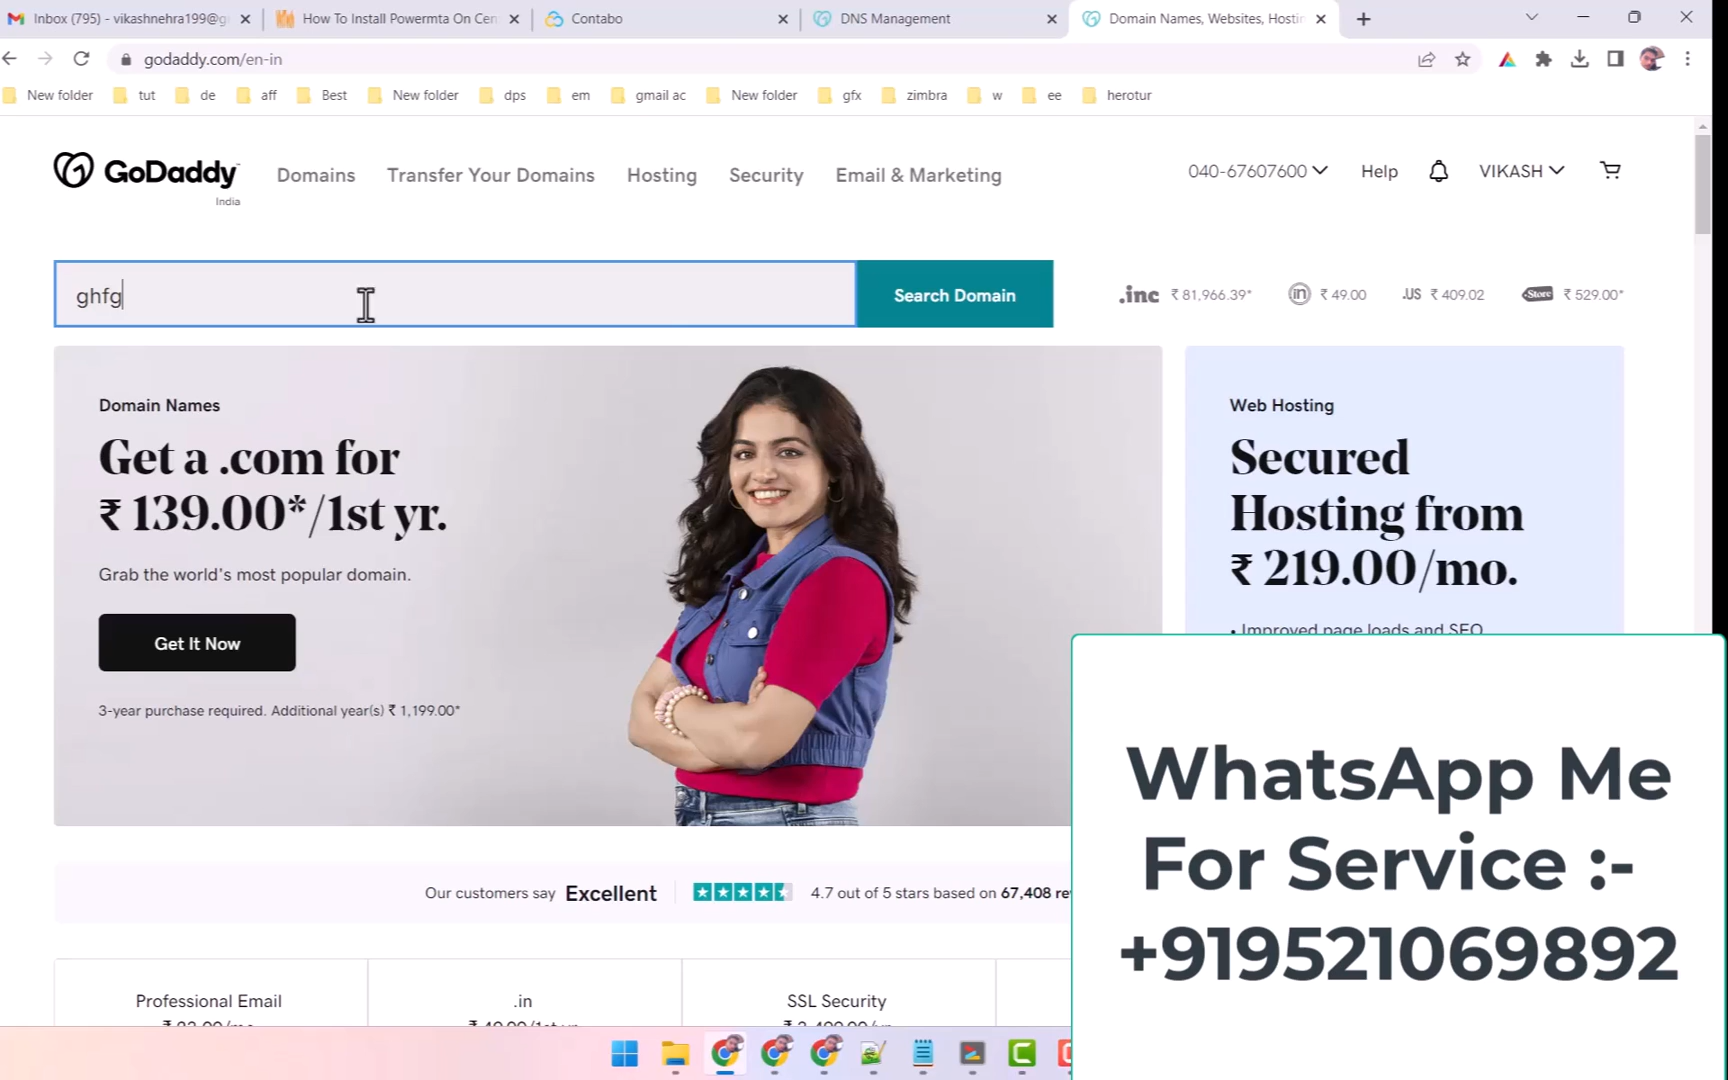 Inbox (795) - vikashnehra199@g
How To Install Powermta On Cen
Contabo
DNS Management
Domain Names, Websites, Hostin
godaddy.com/en-in
New folder
tut
de
aff
Best
New folder
dps
em
gmail ac
New folder
gfx
zimbra
w
ee
herotur
GoDaddy
India
Domains
Transfer Your Domains
Hosting
Security
Email & Marketing
040-67607600
Help
VIKASH
ghfg
Search Domain
.inc ₹ 81,966.39*
in ₹ 49.00
.US ₹ 409.02
.Store ₹ 529.00*
Domain Names
Get a .com for
₹ 139.00*/1st yr.
Grab the world's most popular domain.
Get It Now
3-year purchase required. Additional year(s) ₹ 1,199.00*
Web Hosting
Secured
Hosting from
₹ 219.00/mo.
• Improved page loads and SEO
Our customers say Excellent
4.7 out of 5 stars based on 67,408 re
Professional Email
.in
SSL Security
WhatsApp Me
For Service :-
+919521069892